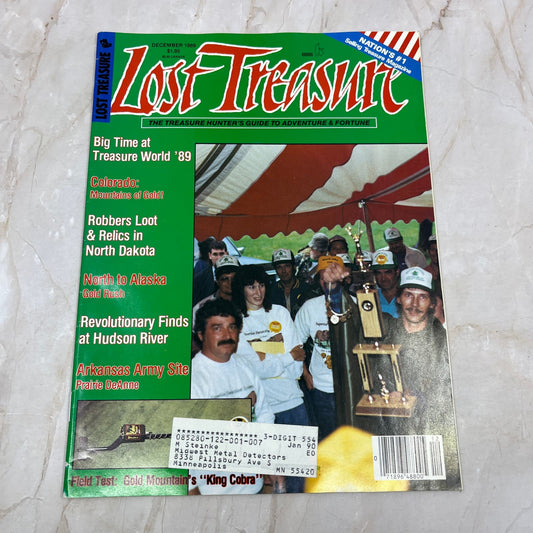 LOST TREASURE
DECEMBER 1989
$1.95
Lost Treasure
NATION'S #1
Selling Treasure Magazine
THE TREASURE HUNTER'S GUIDE TO ADVENTURE & FORTUNE
Big Time at
Treasure World '89
Colorado:
Mountains of Gold!
Robbers Loot
& Relics in
North Dakota
North to Alaska
Gold Rush
Revolutionary Finds
at Hudson River
Arkansas Army Site
Prairie DeAnne
****************** 3-DIGIT 554
085280-122-001-007 Jan 90
M Steinke EO
Midwest Metal Detectors
8338 Pillsbury Ave S
Minneapolis MN 55420
Field Test: Gold Mountain's "King Cobra"
0 71896 48800